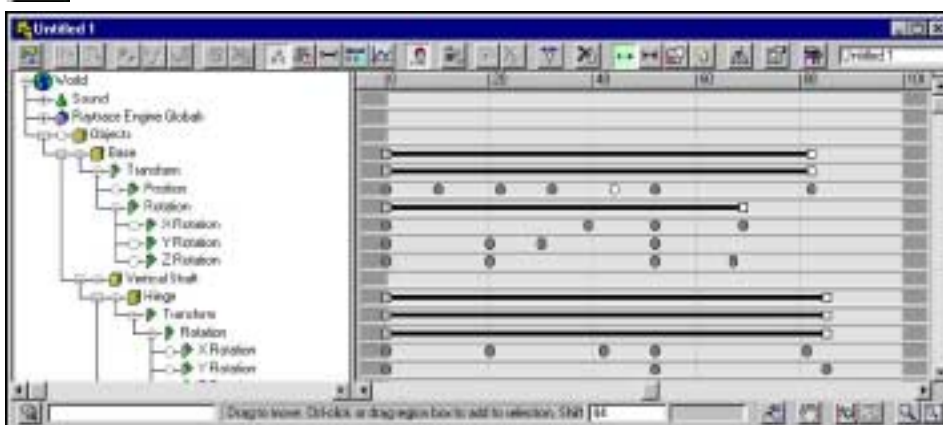 Untitled 1
Untitled 1
World
Sound
Raytrace Engine Globals
Objects
Base
Transform
Position
Rotation
X Rotation
Y Rotation
Z Rotation
Vertical Shaft
Hinge
Transform
Rotation
X Rotation
Y Rotation
0 20 40 60 80 100
Drag to move. Ctrl-click or drag region box to add to selection. Shift 44